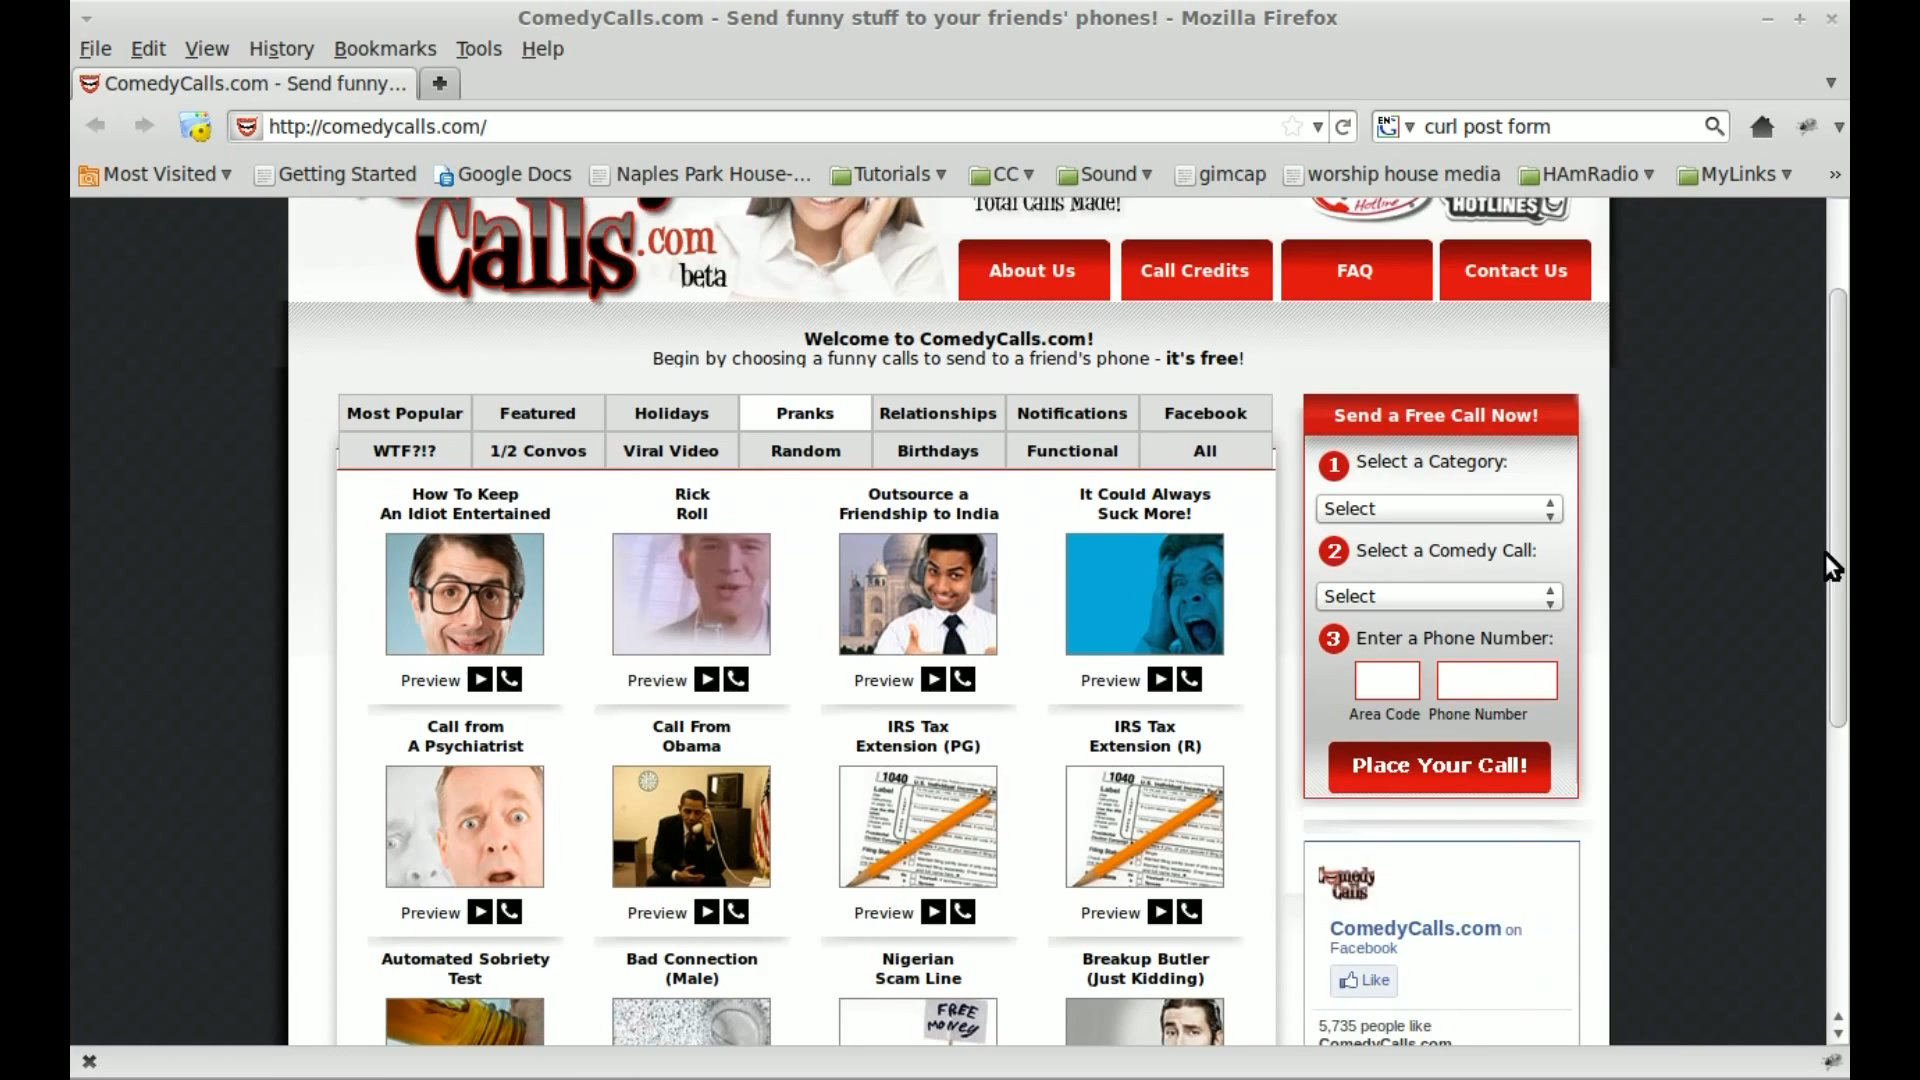 ComedyCalls.com - Send funny stuff to your friends' phones! - Mozilla Firefox
File Edit View History Bookmarks Tools Help
ComedyCalls.com - Send funny...
http://comedycalls.com/
curl post form
Most Visited Getting Started Google Docs Naples Park House-... Tutorials CC Sound gimcap worship house media HAmRadio MyLinks »
Total Calls Made!
Hotline
HOTLINES
Calls.com
beta
About Us Call Credits FAQ Contact Us
Welcome to ComedyCalls.com!
Begin by choosing a funny calls to send to a friend's phone - it's free!
Most Popular Featured Holidays Pranks Relationships Notifications Facebook
WTF?!? 1/2 Convos Viral Video Random Birthdays Functional All
How To Keep
An Idiot Entertained
Rick
Roll
Outsource a
Friendship to India
It Could Always
Suck More!
Preview Preview Preview Preview
Call from
A Psychiatrist
Call From
Obama
IRS Tax
Extension (PG)
IRS Tax
Extension (R)
1040
Label
1040
Label
Preview Preview Preview Preview
Automated Sobriety
Test
Bad Connection
(Male)
Nigerian
Scam Line
Breakup Butler
(Just Kidding)
FREE
MONEY
Send a Free Call Now!
1 Select a Category:
Select
2 Select a Comedy Call:
Select
3 Enter a Phone Number:
Area Code Phone Number
Place Your Call!
Comedy
Calls
ComedyCalls.com on
Facebook
Like
5,735 people like
ComedyCalls.com